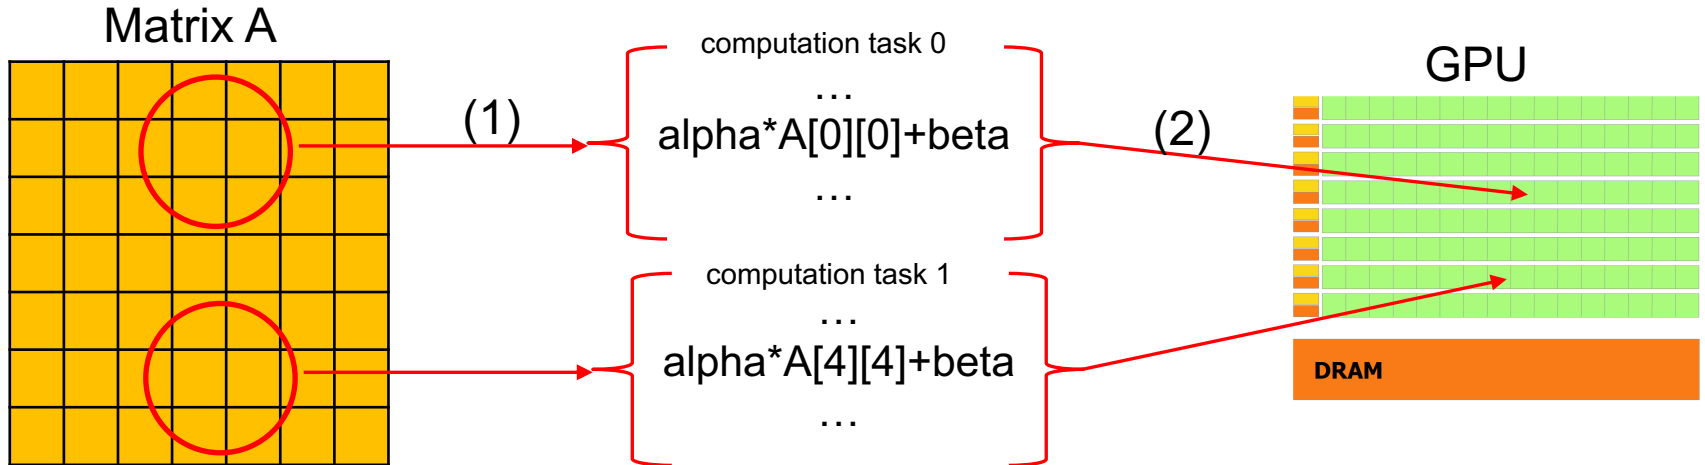 Matrix A
(1)
computation task 0
...
alpha*A[0][0]+beta
...
computation task 1
...
alpha*A[4][4]+beta
...
(2)
GPU
DRAM